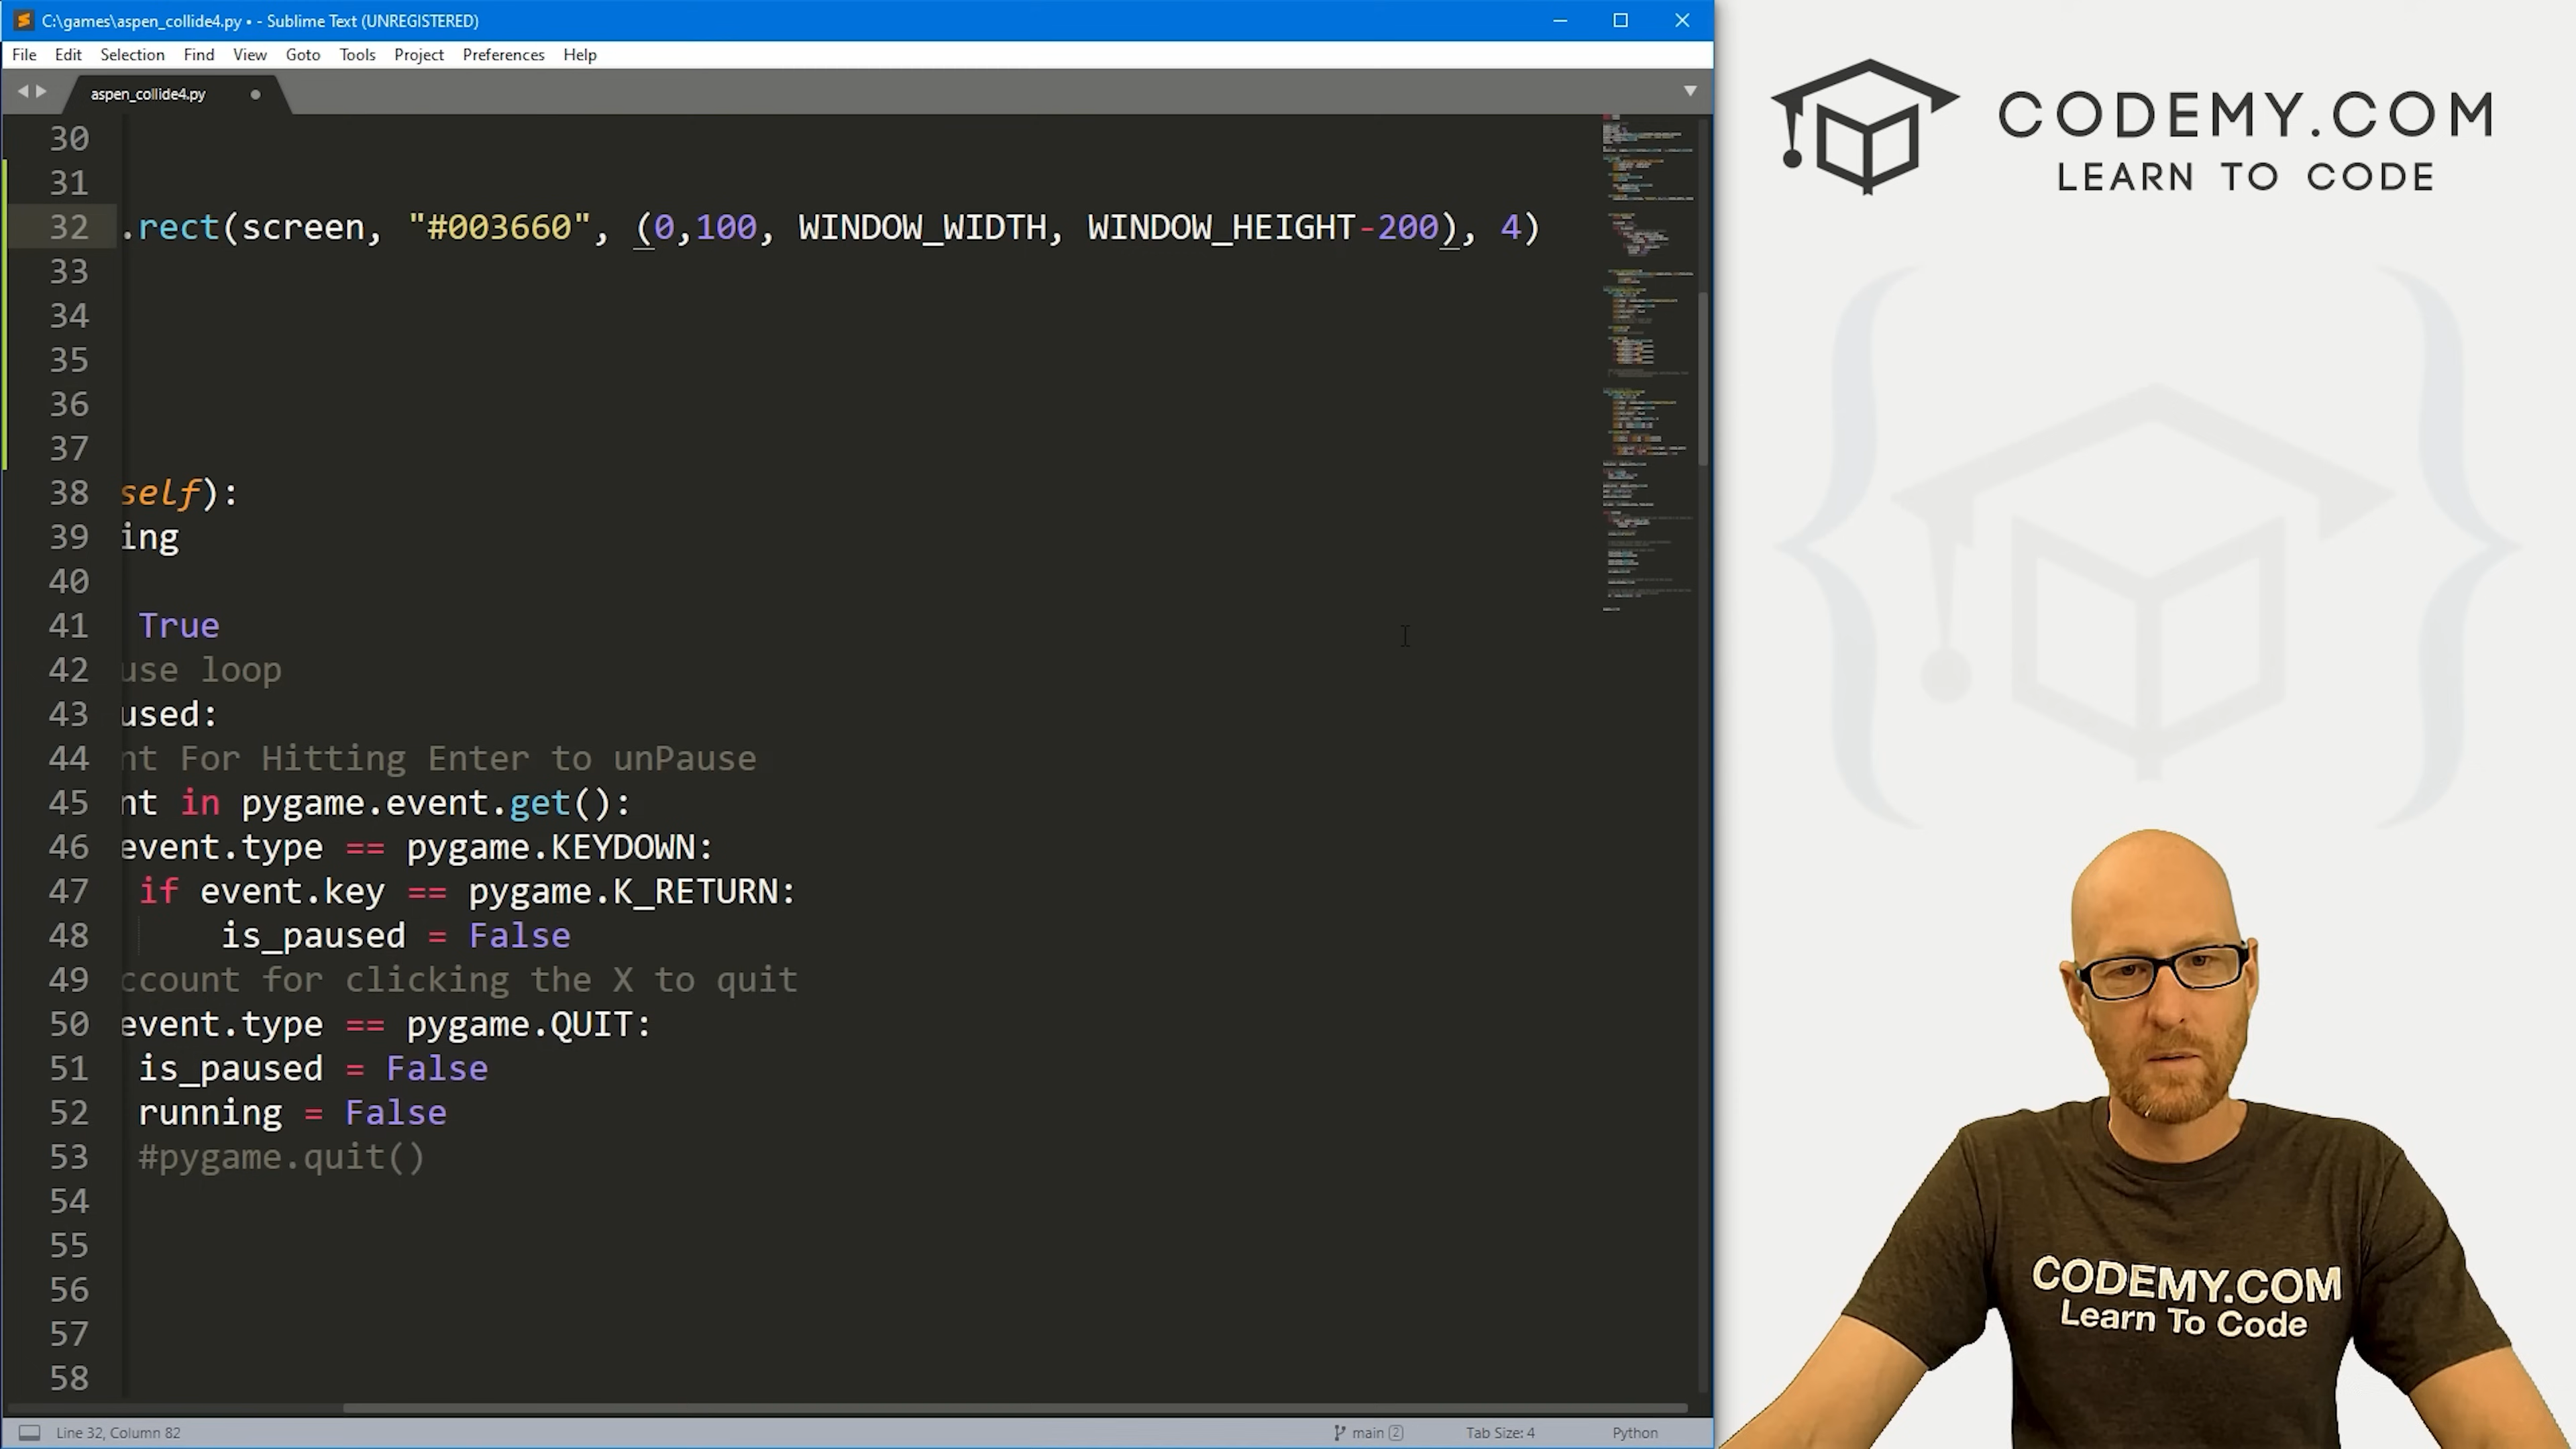 C:\games\aspen_collide4.py • - Sublime Text (UNREGISTERED)
File Edit Selection Find View Goto Tools Project Preferences Help
aspen_collide4.py
30
31
32 .rect(screen, "#003660", (0,100, WINDOW_WIDTH, WINDOW_HEIGHT-200), 4)
33
34
35
36
37
38 self):
39 ing
40
41 True
42 use loop
43 used:
44 nt For Hitting Enter to unPause
45 nt in pygame.event.get():
46 event.type == pygame.KEYDOWN:
47 if event.key == pygame.K_RETURN:
48 is_paused = False
49 ccount for clicking the X to quit
50 event.type == pygame.QUIT:
51 is_paused = False
52 running = False
53 #pygame.quit()
54
55
56
57
58
Line 32, Column 82 main 2 Tab Size: 4 Python
CODEMY.COM
LEARN TO CODE
CODEMY.COM
Learn To Code